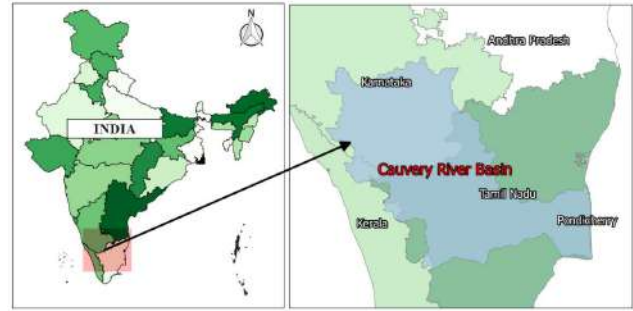 N
INDIA
Andhra Pradesh
Karnataka
Cauvery River Basin
Tamil Nadu
Kerala
Pondicherry